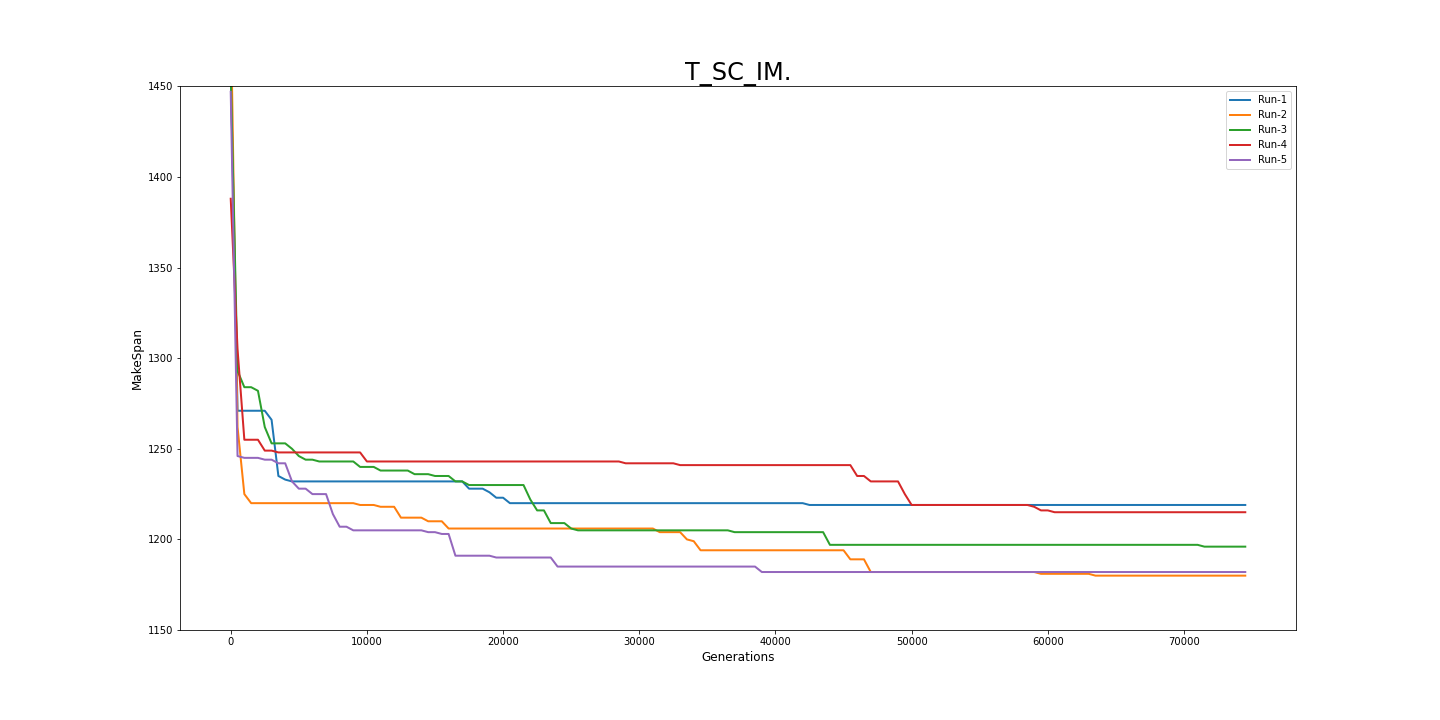 T_SC_IM.
1450
1400
1350
1300
1250
1200
1150
MakeSpan
0 10000 20000 30000 40000 50000 60000 70000
Generations
Run-1
Run-2
Run-3
Run-4
Run-5